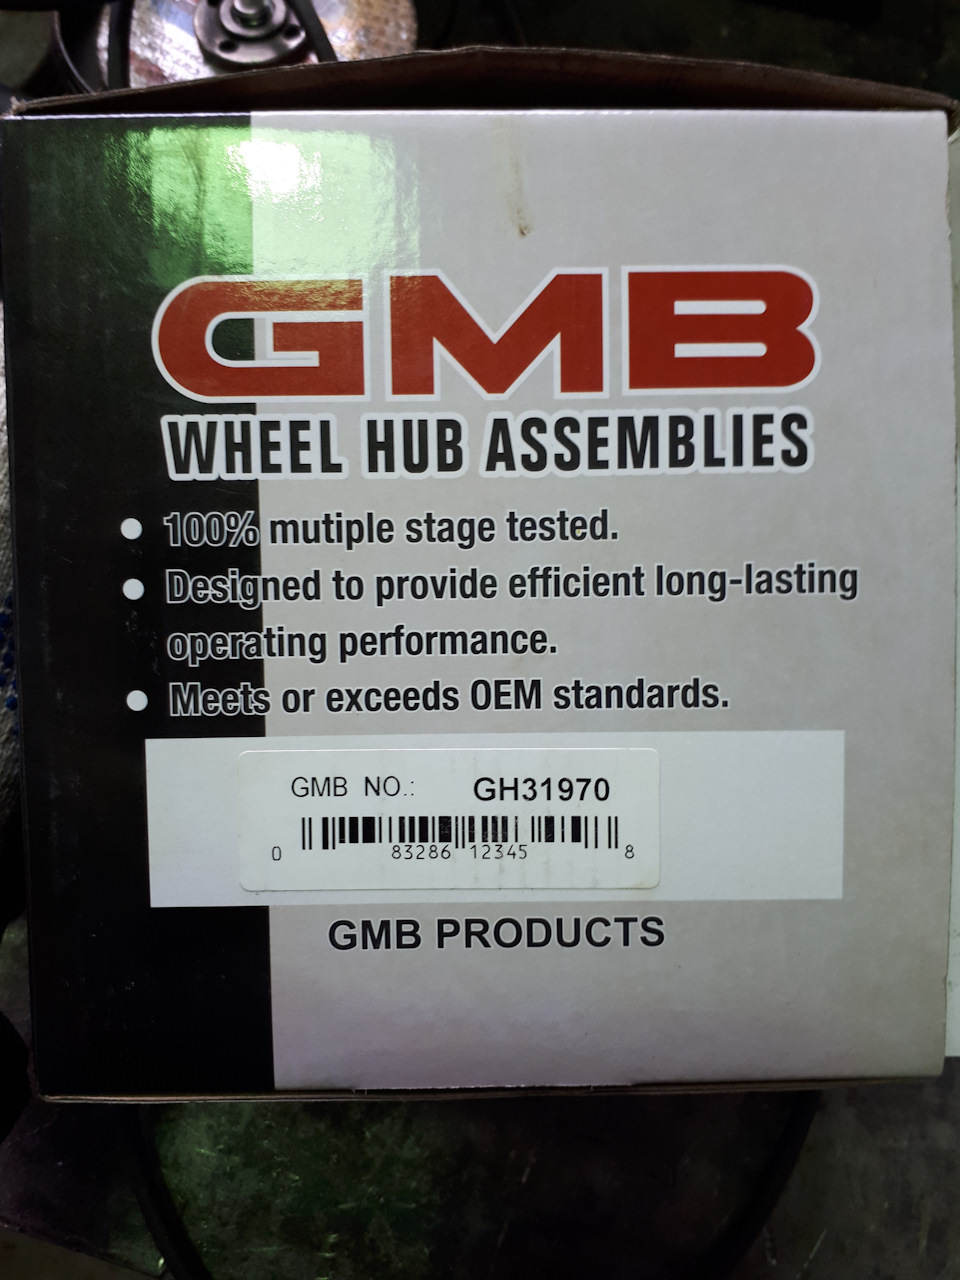 GMB
WHEEL HUB ASSEMBLIES
• 100% mutiple stage tested.
• Designed to provide efficient long-lasting
operating performance.
• Meets or exceeds OEM standards.
GMB NO.: GH31970
0 83286 12345 8
GMB PRODUCTS